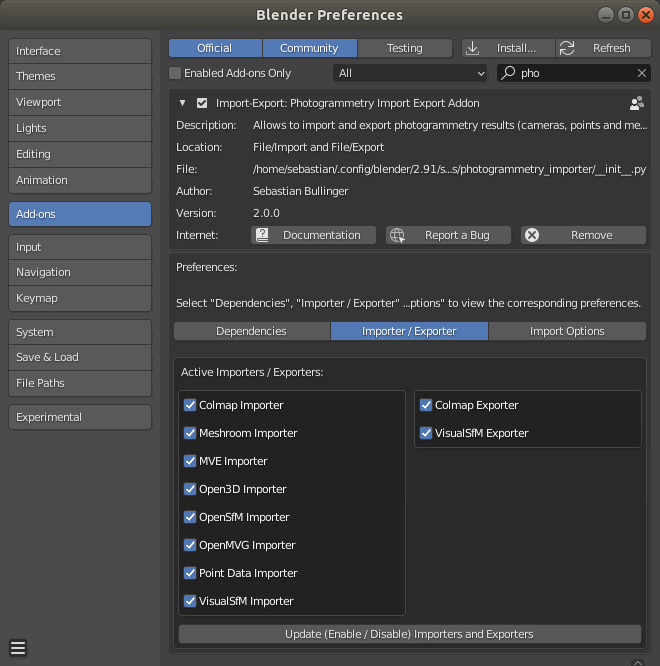 Blender Preferences
Interface
Themes
Viewport
Lights
Editing
Animation
Add-ons
Input
Navigation
Keymap
System
Save & Load
File Paths
Experimental
Official Community Testing Install... Refresh
Enabled Add-ons Only All pho
Import-Export: Photogrammetry Import Export Addon
Description: Allows to import and export photogrammetry results (cameras, points and me...
Location: File/Import and File/Export
File: /home/sebastian/.config/blender/2.91/s...s/photogrammetry_importer/__init__.py
Author: Sebastian Bullinger
Version: 2.0.0
Internet: Documentation Report a Bug Remove
Preferences:
Select "Dependencies", "Importer / Exporter" ...ptions" to view the corresponding preferences.
Dependencies Importer / Exporter Import Options
Active Importers / Exporters:
Colmap Importer
Meshroom Importer
MVE Importer
Open3D Importer
OpenSfM Importer
OpenMVG Importer
Point Data Importer
VisualSfM Importer
Colmap Exporter
VisualSfM Exporter
Update (Enable / Disable) Importers and Exporters